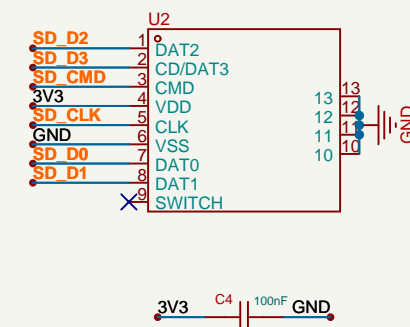 U2
SD_D2 1 DAT2
SD_D3 2 CD/DAT3
SD_CMD 3 CMD 13 13
3V3 4 VDD 12 12
SD_CLK 5 CLK 11 11
GND 6 VSS 10 10
SD_D0 7 DAT0
SD_D1 8 DAT1
9 SWITCH
GND
3V3 C4 100nF GND